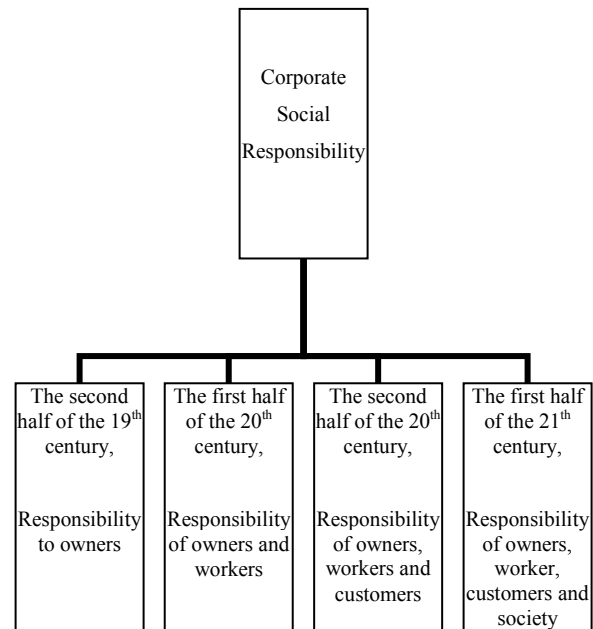 Corporate
Social
Responsibility
The second
half of the 19th
century,
Responsibility
to owners
The first half
of the 20th
century,
Responsibility
of owners and
workers
The second
half of the 20th
century,
Responsibility
of owners,
workers and
customers
The first half
of the 21th
century,
Responsibility
of owners,
worker,
customers and
society